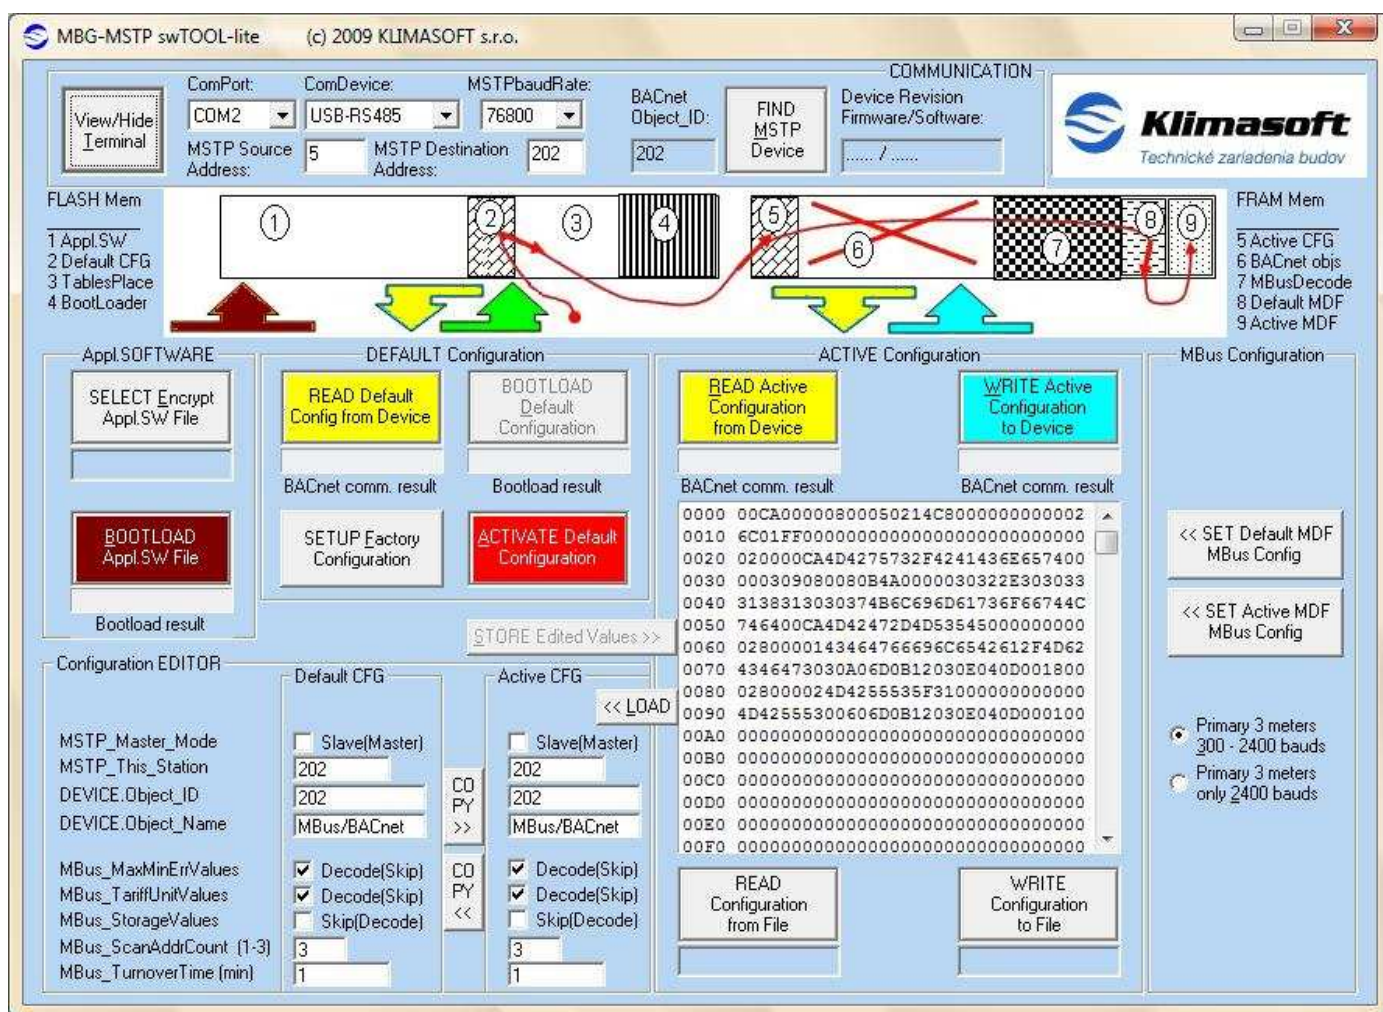 MBG-MSTP swTOOL-lite (c) 2009 KLIMASOFT s.r.o.
COMMUNICATION
View/Hide
Terminal
ComPort:
COM2
ComDevice:
USB-RS485
MSTPbaudRate:
76800
MSTP Source
Address:
5
MSTP Destination
Address:
202
BACnet
Object_ID:
202
FIND
MSTP
Device
Device Revision
Firmware/Software:
...... / ......
Klimasoft
Technické zariadenia budov
FLASH Mem
1 Appl.SW
2 Default CFG
3 TablesPlace
4 BootLoader
1
2
3
4
5
6
7
8
9
FRAM Mem
5 Active CFG
6 BACnet objs
7 MBusDecode
8 Default MDF
9 Active MDF
Appl.SOFTWARE
SELECT Encrypt
Appl.SW File
BOOTLOAD
Appl.SW File
Bootload result
DEFAULT Configuration
READ Default
Config from Device
BACnet comm. result
BOOTLOAD
Default
Configuration
Bootload result
SETUP Factory
Configuration
ACTIVATE Default
Configuration
ACTIVE Configuration
READ Active
Configuration
from Device
BACnet comm. result
WRITE Active
Configuration
to Device
BACnet comm. result
0000 00CA00000800050214C8000000000002
0010 6C01FF00000000000000000000000000
0020 020000CA4D4275732F4241436E657400
0030 000309080080B4A0000030322E303033
0040 3138313030374B6C696D61736F66744C
0050 746400CA4D42472D4D53545000000000
0060 028000014346476669 6C6542612F4D62
0070 4346473030A06D0B12030E040D001800
0080 028000024D4255535F31000000000000
0090 4D42555300606D0B12030E040D000100
00A0 00000000000000000000000000000000
00B0 00000000000000000000000000000000
00C0 00000000000000000000000000000000
00D0 00000000000000000000000000000000
00E0 00000000000000000000000000000000
00F0 00000000000000000000000000000000
READ
Configuration
from File
WRITE
Configuration
to File
MBus Configuration
<< SET Default MDF
MBus Config
<< SET Active MDF
MBus Config
Primary 3 meters
300 - 2400 bauds
Primary 3 meters
only 2400 bauds
STORE Edited Values >>
<< LOAD
Configuration EDITOR
Default CFG
Active CFG
MSTP_Master_Mode Slave(Master) Slave(Master)
MSTP_This_Station 202 202
DEVICE.Object_ID 202 202
DEVICE.Object_Name MBus/BACnet MBus/BACnet
CO
PY
>>
MBus_MaxMinErrValues Decode(Skip) Decode(Skip)
MBus_TariffUnitValues Decode(Skip) Decode(Skip)
MBus_StorageValues Skip(Decode) Skip(Decode)
MBus_ScanAddrCount (1-3) 3 3
MBus_TurnoverTime (min) 1 1
CO
PY
<<